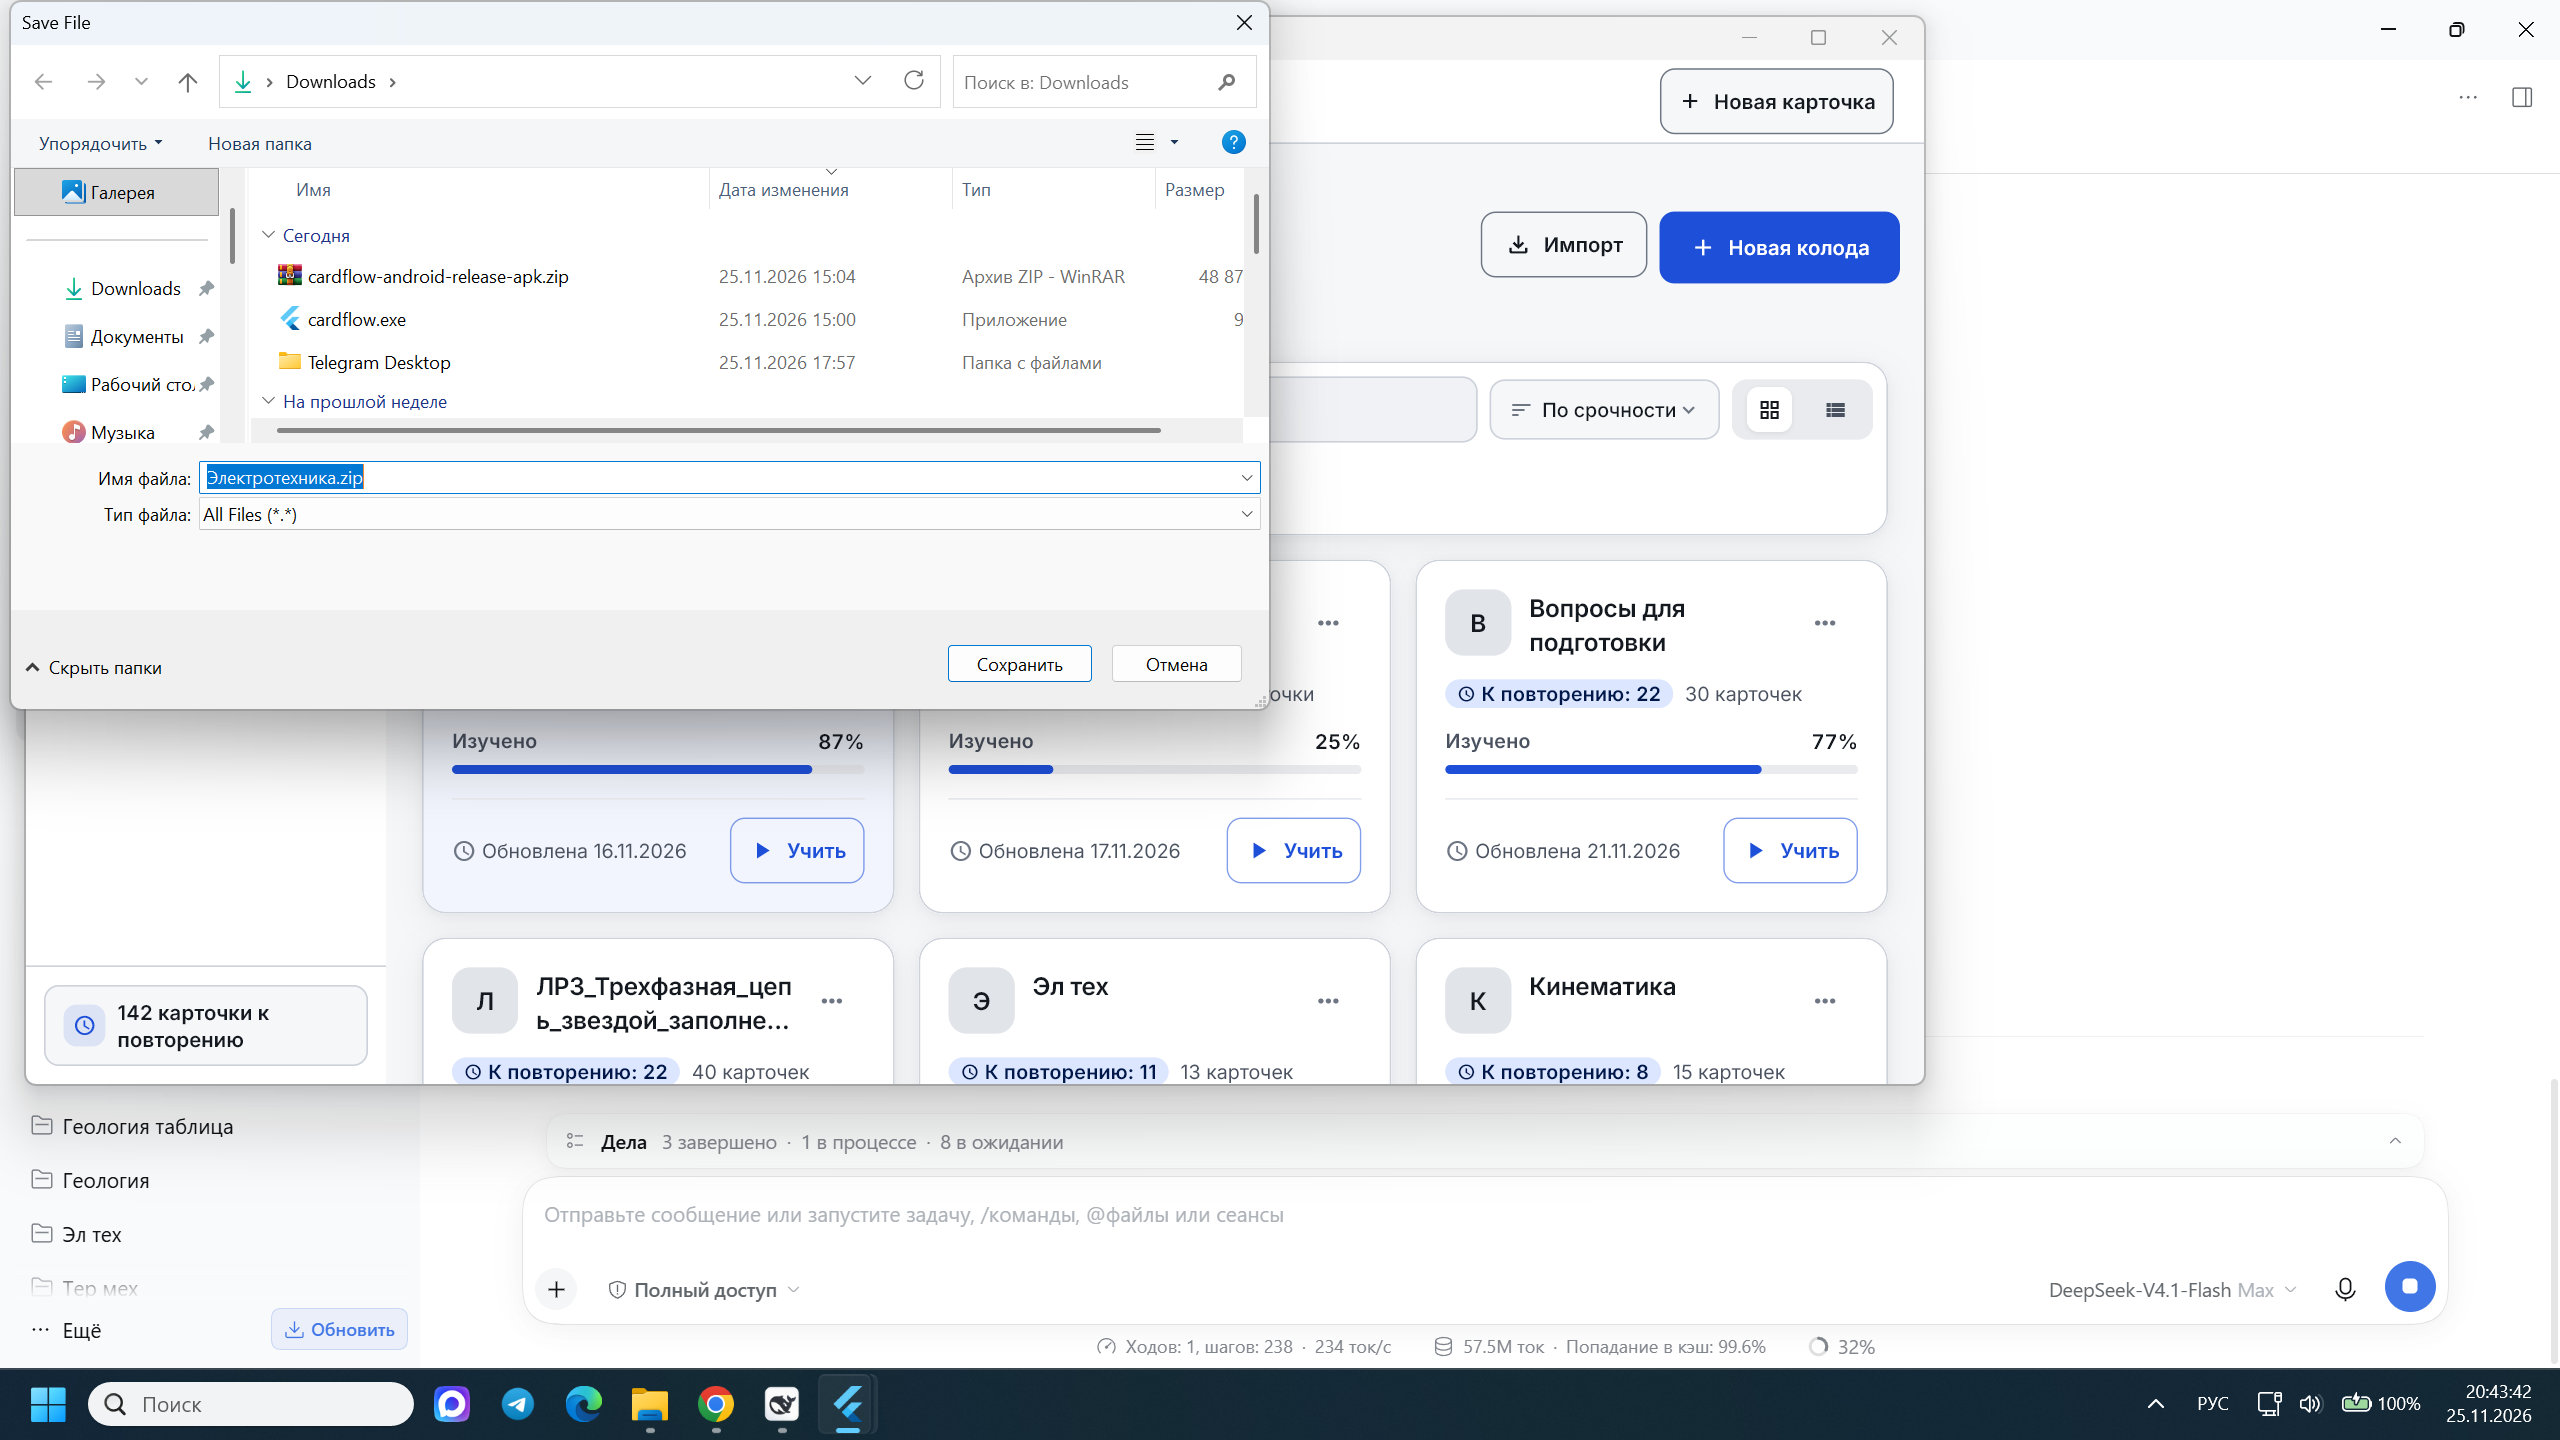 Save File
Downloads
Поиск в: Downloads
Упорядочить
Новая папка
Галерея
Downloads
Документы
Рабочий сто
Музыка
Имя
Дата изменения
Тип
Размер
Сегодня
cardflow-android-release-apk.zip
25.11.2026 15:04
Архив ZIP - WinRAR
48 87
cardflow.exe
25.11.2026 15:00
Приложение
9
Telegram Desktop
25.11.2026 17:57
Папка с файлами
На прошлой неделе
Имя файла:
Электротехника.zip
Тип файла:
All Files (*.*)
Скрыть папки
Сохранить
Отмена
+ Новая карточка
Импорт
+ Новая колода
По срочности
В
Вопросы для
подготовки
К повторению: 22
30 карточек
очки
Изучено
87%
Изучено
25%
Изучено
77%
Обновлена 16.11.2026
Учить
Обновлена 17.11.2026
Учить
Обновлена 21.11.2026
Учить
Л
ЛР3_Трехфазная_цеп
ь_звездой_заполне...
К повторению: 22
40 карточек
Э
Эл тех
К повторению: 11
13 карточек
К
Кинематика
К повторению: 8
15 карточек
142 карточки к
повторению
Геология таблица
Геология
Эл тех
Тер мех
Ещё
Обновить
Дела 3 завершено · 1 в процессе · 8 в ожидании
Отправьте сообщение или запустите задачу, /команды, @файлы или сеансы
Полный доступ
DeepSeek-V4.1-Flash Max
Ходов: 1, шагов: 238 · 234 ток/с
57.5M ток · Попадание в кэш: 99.6%
32%
Поиск
РУС
100%
20:43:42
25.11.2026